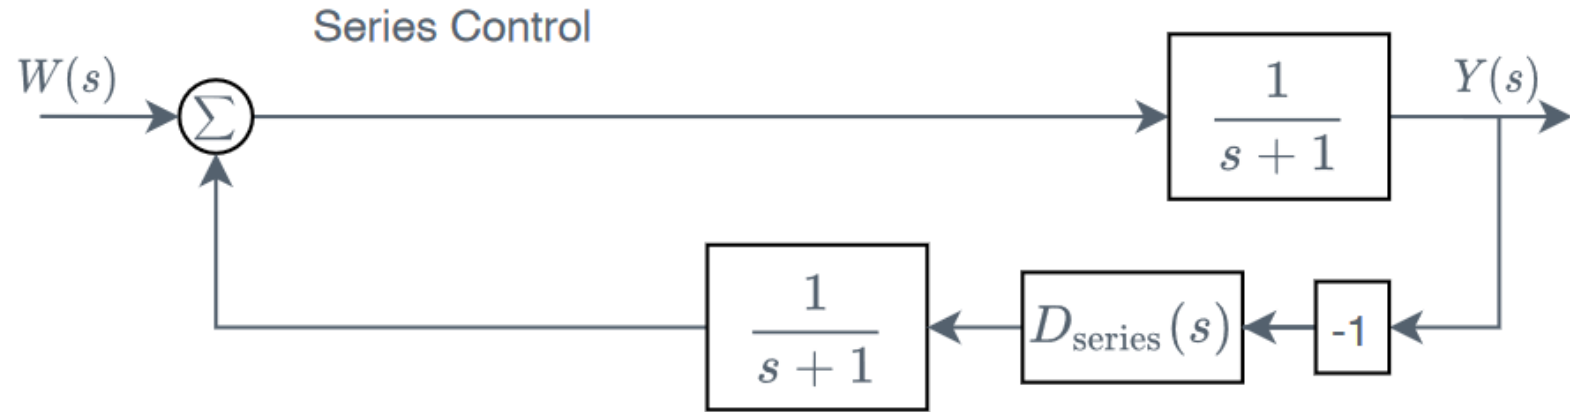 Series Control
W(s)
Σ
1
s + 1
Y(s)
1
s + 1
D_series(s)
-1